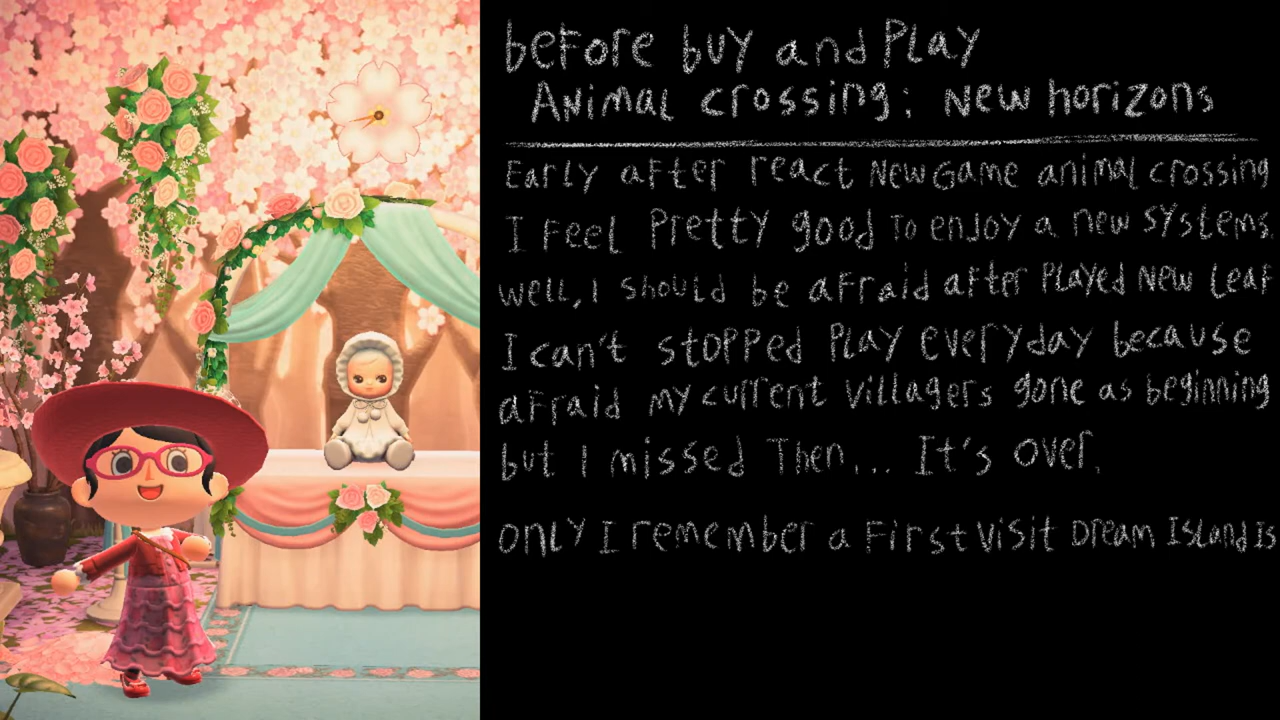 before buy and Play
Animal crossing: New horizons
Early after react New Game animal crossing
I feel Pretty good To enjoy a new systems.
Well, I should be afraid after Played New Leaf
I can't stopped Play everyday because
afraid my current villagers gone as beginning
but I missed Then... It's over.
Only I remember a First visit Dream Island Is